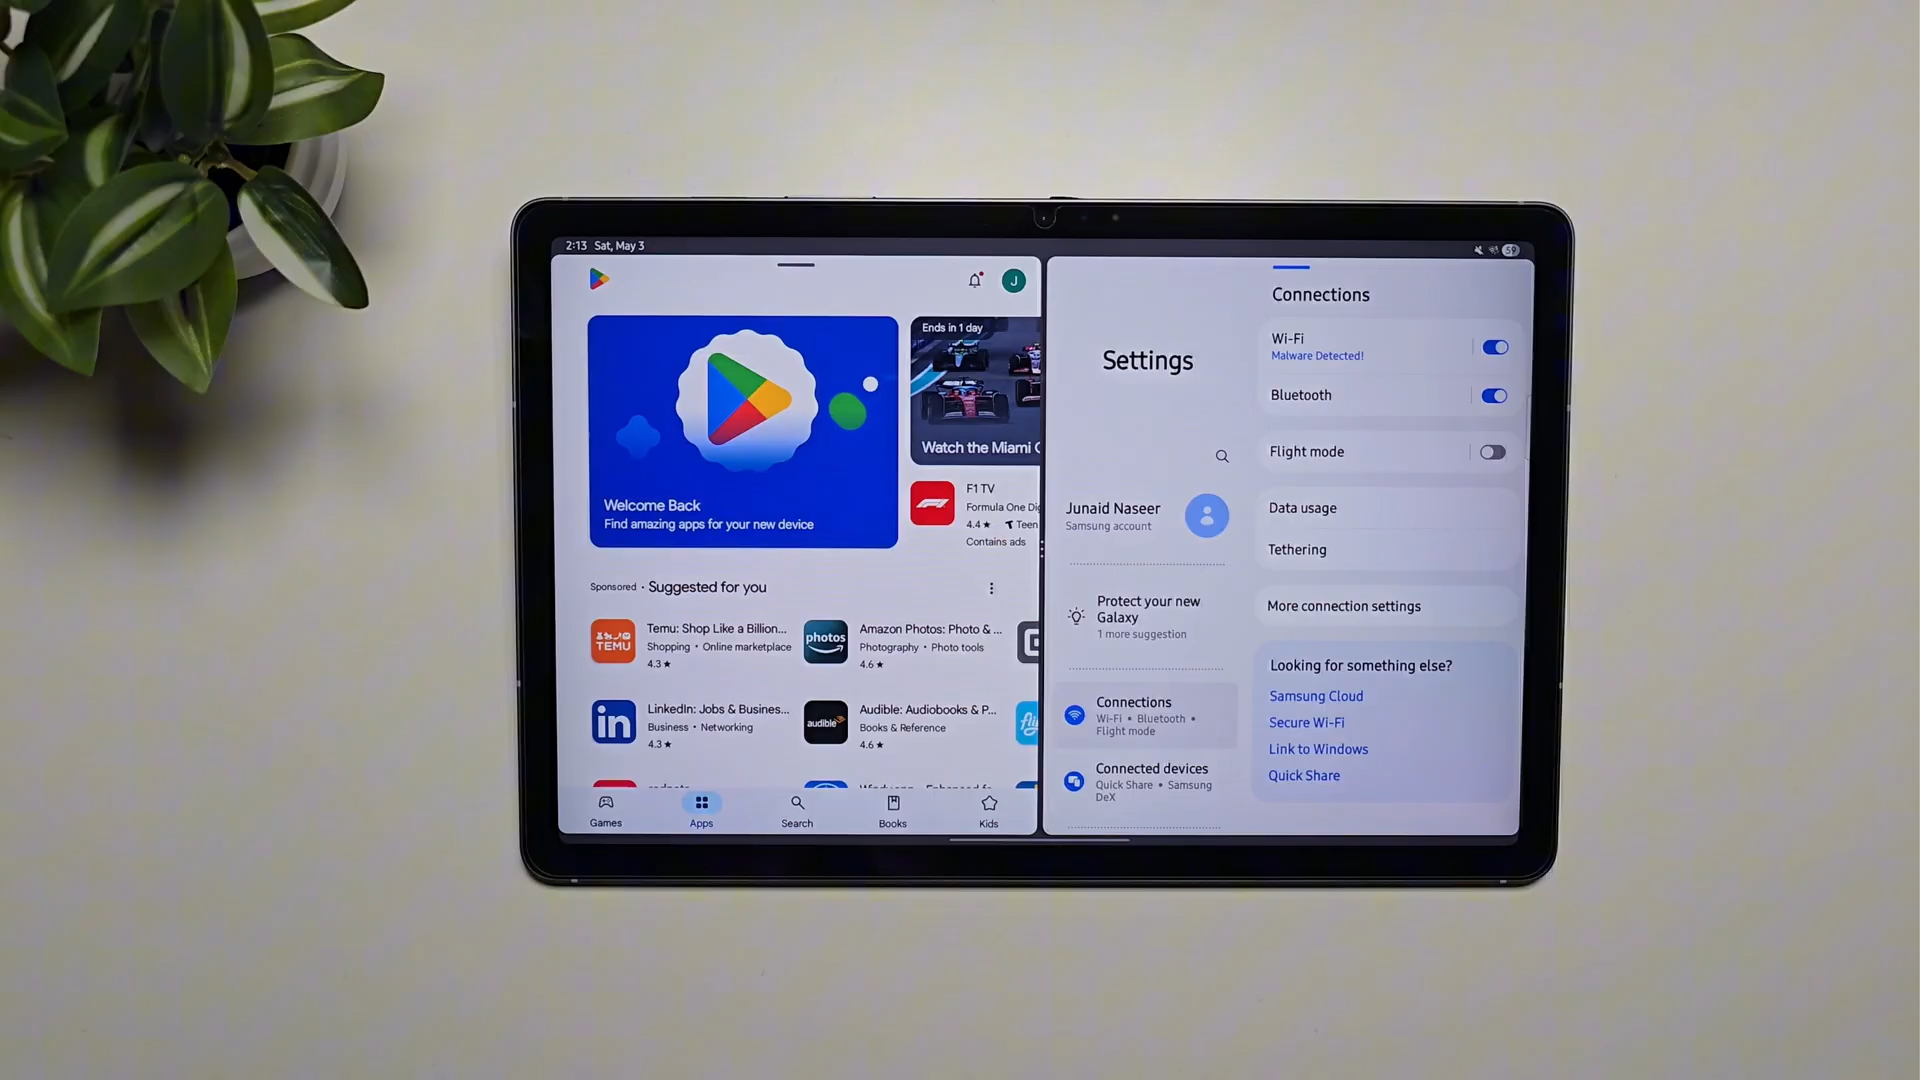 2:13 Sat, May 3
59
J
Welcome Back
Find amazing apps for your new device
Ends in 1 day
Watch the Miami
F1 TV
Formula One
4.4★ Teen
Contains ads
Sponsored • Suggested for you
TEMU
Temu: Shop Like a Billion...
Shopping • Online marketplace
4.3★
photos
Amazon Photos: Photo & ...
Photography • Photo tools
4.6★
in
LinkedIn: Jobs & Busines...
Business • Networking
4.3★
audible
Audible: Audiobooks & P...
Books & Reference
4.6★
Games
Apps
Search
Books
Kids
Settings
Junaid Naseer
Samsung account
Protect your new
Galaxy
1 more suggestion
Connections
Wi-Fi • Bluetooth •
Flight mode
Connected devices
Quick Share • Samsung
DeX
Connections
Wi-Fi
Malware Detected!
Bluetooth
Flight mode
Data usage
Tethering
More connection settings
Looking for something else?
Samsung Cloud
Secure Wi-Fi
Link to Windows
Quick Share